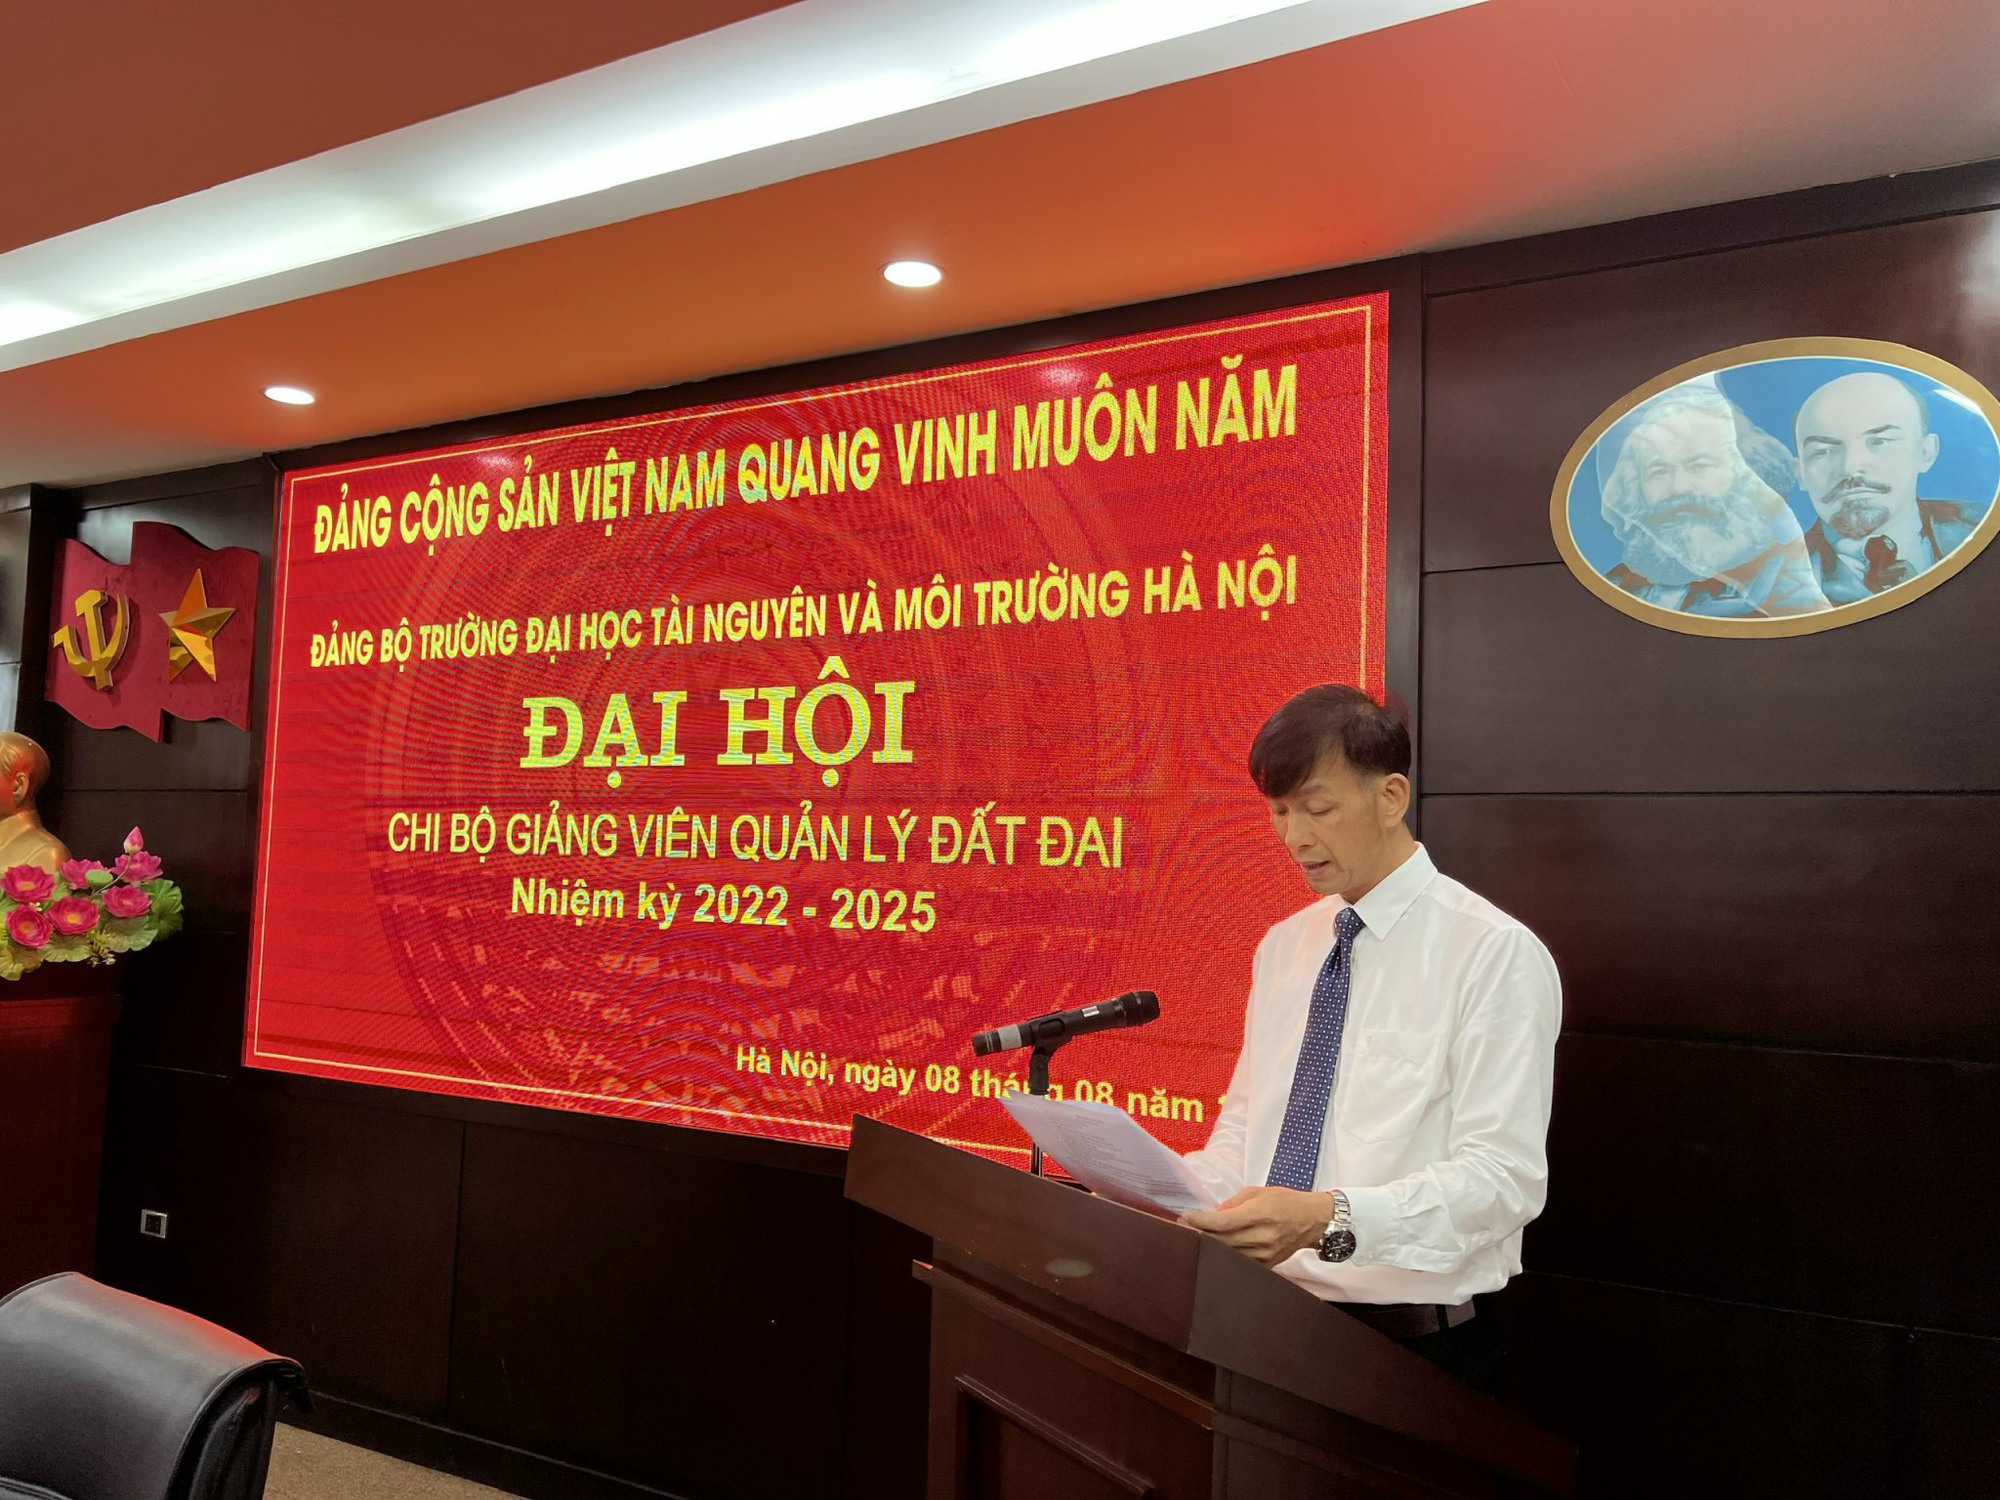 ĐẢNG CỘNG SẢN VIỆT NAM QUANG VINH MUÔN NĂM
ĐẢNG BỘ TRƯỜNG ĐẠI HỌC TÀI NGUYÊN VÀ MÔI TRƯỜNG HÀ NỘI
ĐẠI HỘI
CHI BỘ GIẢNG VIÊN QUẢN LÝ ĐẤT ĐAI
Nhiệm kỳ 2022 - 2025
Hà Nội, ngày 08 tháng 08 năm